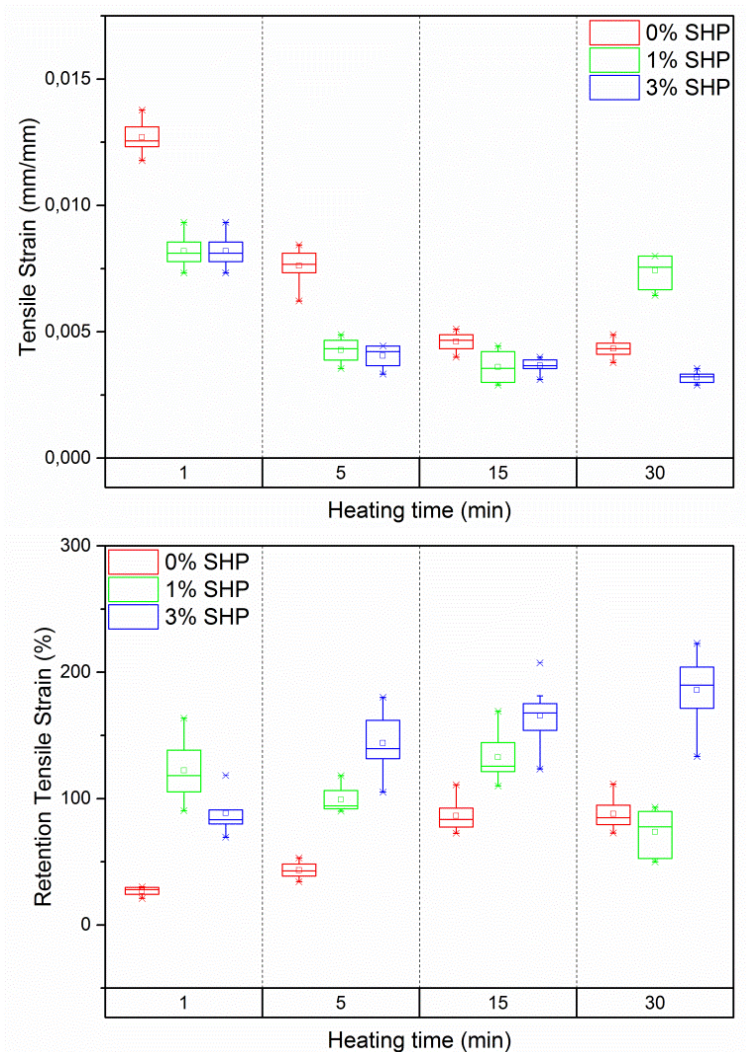 0% SHP
1% SHP
3% SHP
0,015
0,010
0,005
0,000
Tensile Strain (mm/mm)
1 5 15 30
Heating time (min)
300
200
100
0
0% SHP
1% SHP
3% SHP
Retention Tensile Strain (%)
1 5 15 30
Heating time (min)